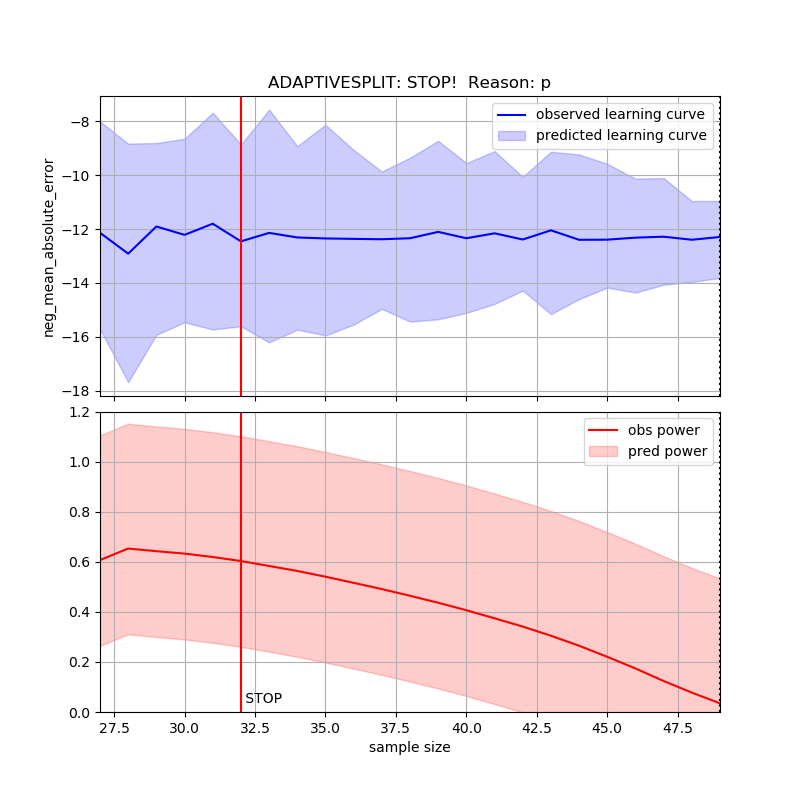 ADAPTIVESPLIT: STOP!  Reason: p
observed learning curve
predicted learning curve
neg_mean_absolute_error
−8
−10
−12
−14
−16
−18
obs power
pred power
1.2
1.0
0.8
0.6
0.4
0.2
0.0
STOP
27.5 30.0 32.5 35.0 37.5 40.0 42.5 45.0 47.5
sample size